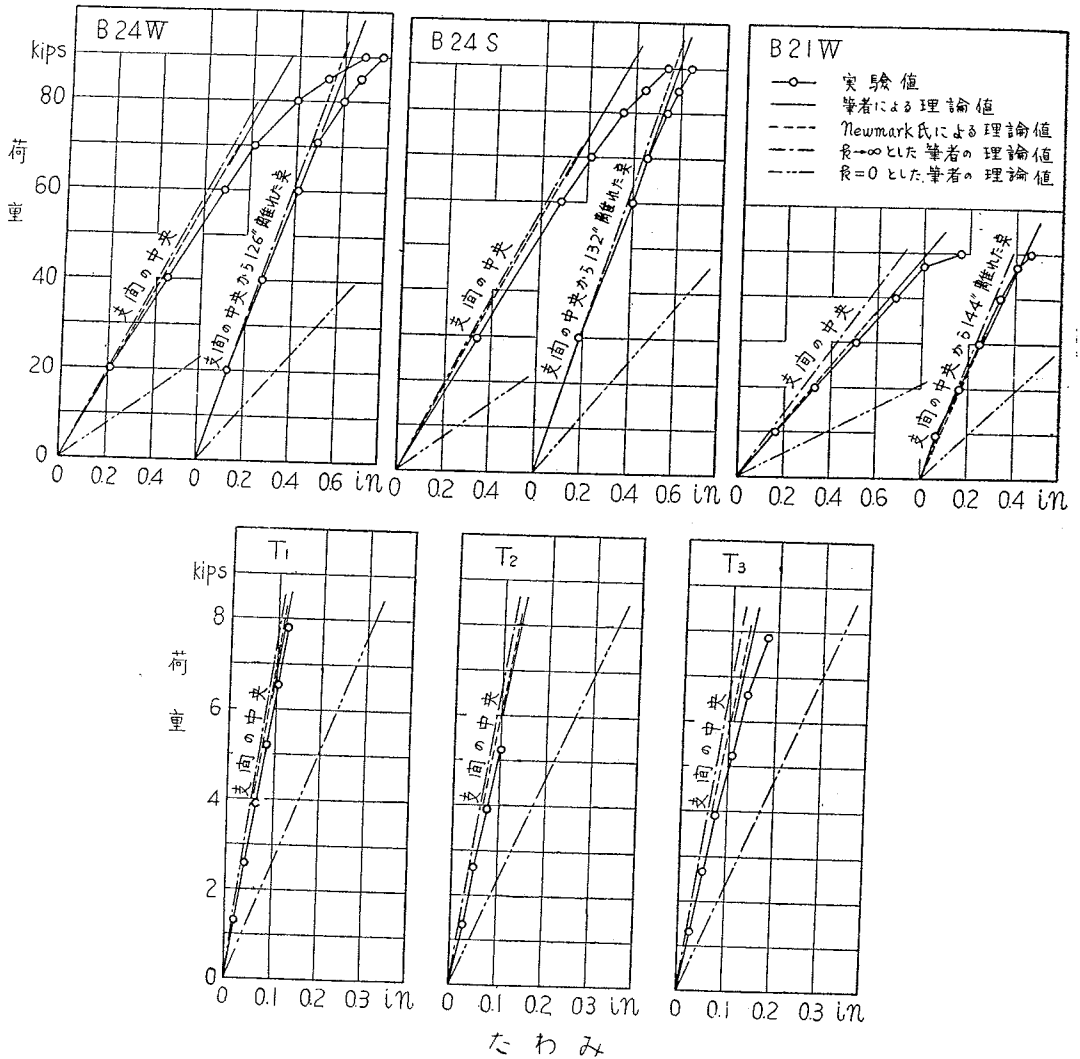 B24W
kips
80
60
40
20
0
荷重
支間の中央
支間の中央から126″離れた点
0 0.2 0.4 0 0.2 0.4 0.6 in
B24S
支間の中央
支間の中央から132″離れた点
0 0.2 0.4 0 0.2 0.4 0.6 in
B21W
実験値
筆者による理論値
Newmark氏による理論値
k→∞とした筆者の理論値
k=0とした筆者の理論値
支間の中央
支間の中央から144″離れた点
0 0.2 0.4 0.6 0 0.2 0.4 in
T1
kips
8
6
4
2
0
荷重
支間の中央
0 0.1 0.2 0.3 in
T2
支間の中央
0 0.1 0.2 0.3 in
T3
支間の中央
0 0.1 0.2 0.3 in
たわみ